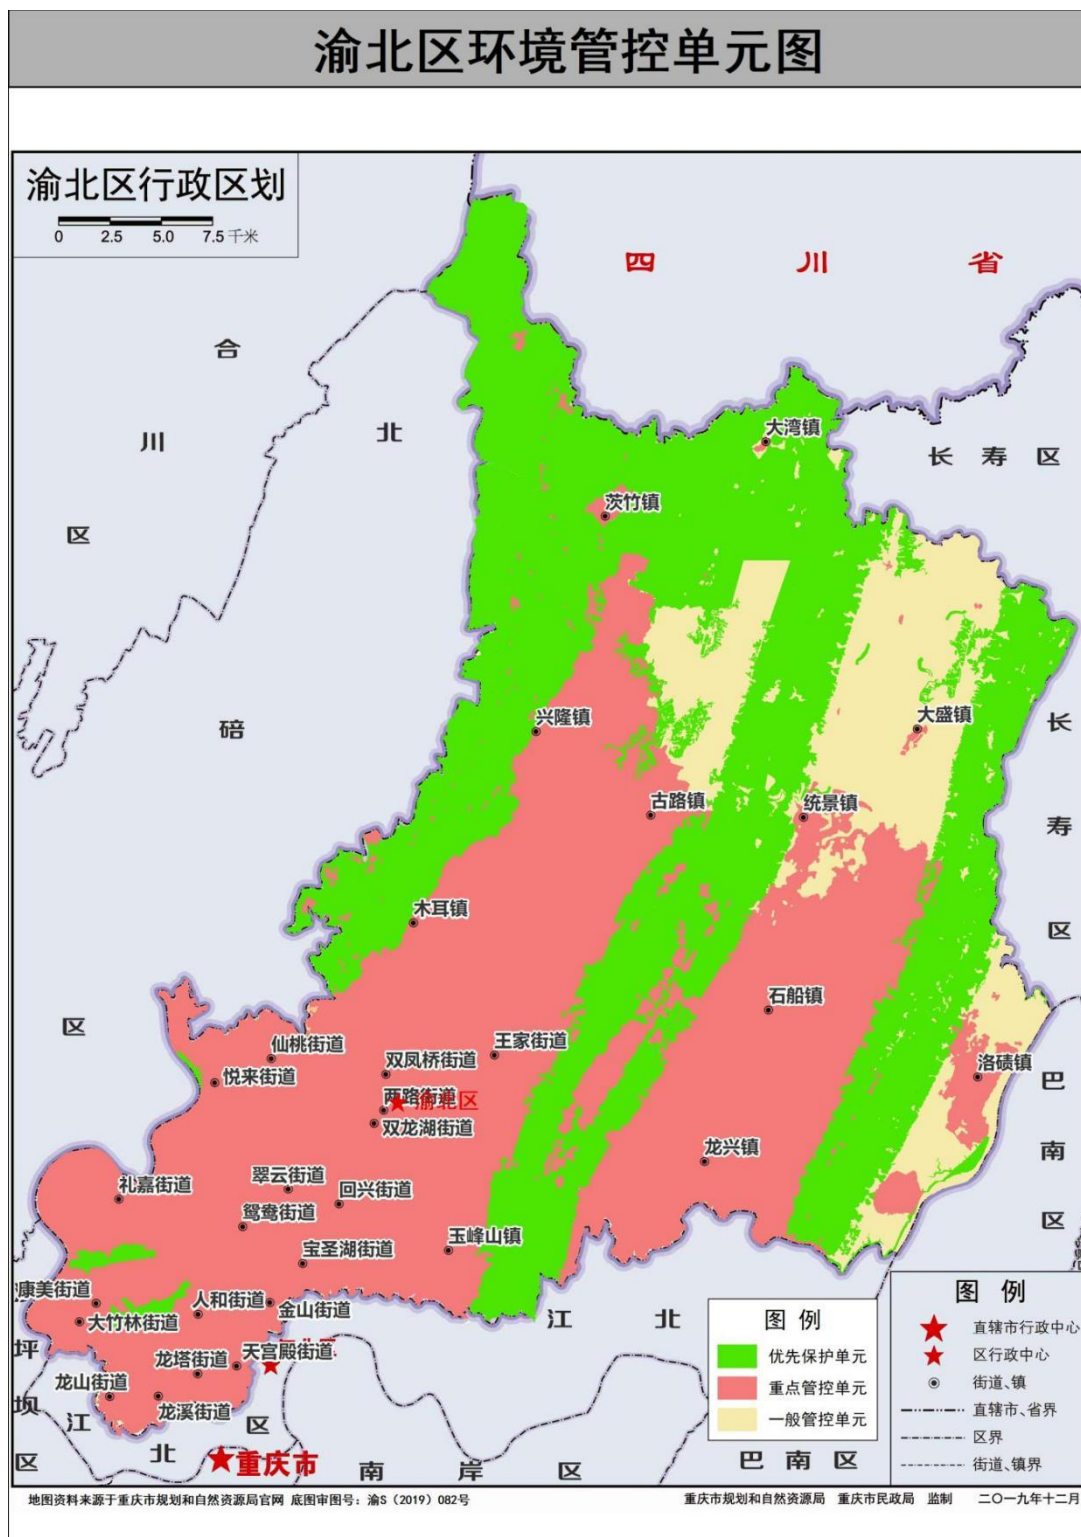 渝北区环境管控单元图
渝北区行政区划
0 2.5 5.0 7.5 千米
四川省
合川区
北碚区
长寿区
大湾镇
茨竹镇
兴隆镇
大盛镇
长寿区
古路镇
统景镇
木耳镇
石船镇
仙桃街道
王家街道
悦来街道
双凤桥街道
洛碛镇
两路街道
渝北区
双龙湖街道
巴南区
龙兴镇
翠云街道
礼嘉街道
回兴街道
鸳鸯街道
玉峰山镇
宝圣湖街道
康美街道
人和街道
金山街道
大竹林街道
江北
天宫殿街道
龙塔街道
龙山街道
龙溪街道
坪坝区
江北区
重庆市
南岸区
巴南区
图例
优先保护单元
重点管控单元
一般管控单元
图例
直辖市行政中心
区行政中心
街道、镇
直辖市、省界
区界
街道、镇界
地图资料来源于重庆市规划和自然资源局官网 底图审图号：渝S（2019）082号
重庆市规划和自然资源局 重庆市民政局 监制 二〇一九年十二月